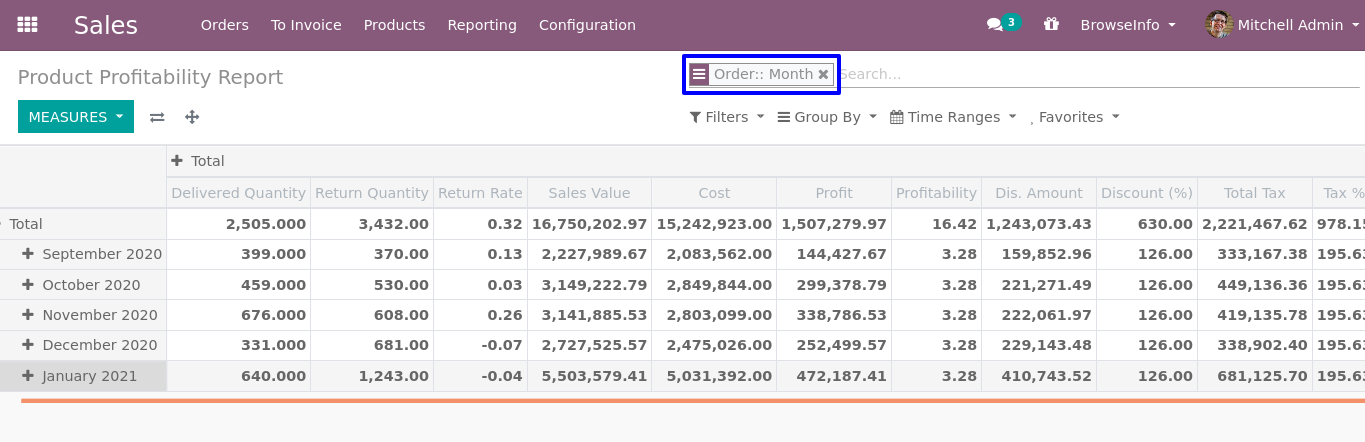 Sales Orders To Invoice Products Reporting Configuration 3 BrowseInfo Mitchell Admin
Product Profitability Report Order:: Month Search...
MEASURES Filters Group By Time Ranges Favorites
Total
Delivered Quantity Return Quantity Return Rate Sales Value Cost Profit Profitability Dis. Amount Discount (%) Total Tax Tax %
Total 2,505.000 3,432.00 0.32 16,750,202.97 15,242,923.00 1,507,279.97 16.42 1,243,073.43 630.00 2,221,467.62 978.15
September 2020 399.000 370.00 0.13 2,227,989.67 2,083,562.00 144,427.67 3.28 159,852.96 126.00 333,167.38 195.63
October 2020 459.000 530.00 0.03 3,149,222.79 2,849,844.00 299,378.79 3.28 221,271.49 126.00 449,136.36 195.63
November 2020 676.000 608.00 0.26 3,141,885.53 2,803,099.00 338,786.53 3.28 222,061.97 126.00 419,135.78 195.63
December 2020 331.000 681.00 -0.07 2,727,525.57 2,475,026.00 252,499.57 3.28 229,143.48 126.00 338,902.40 195.63
January 2021 640.000 1,243.00 -0.04 5,503,579.41 5,031,392.00 472,187.41 3.28 410,743.52 126.00 681,125.70 195.63